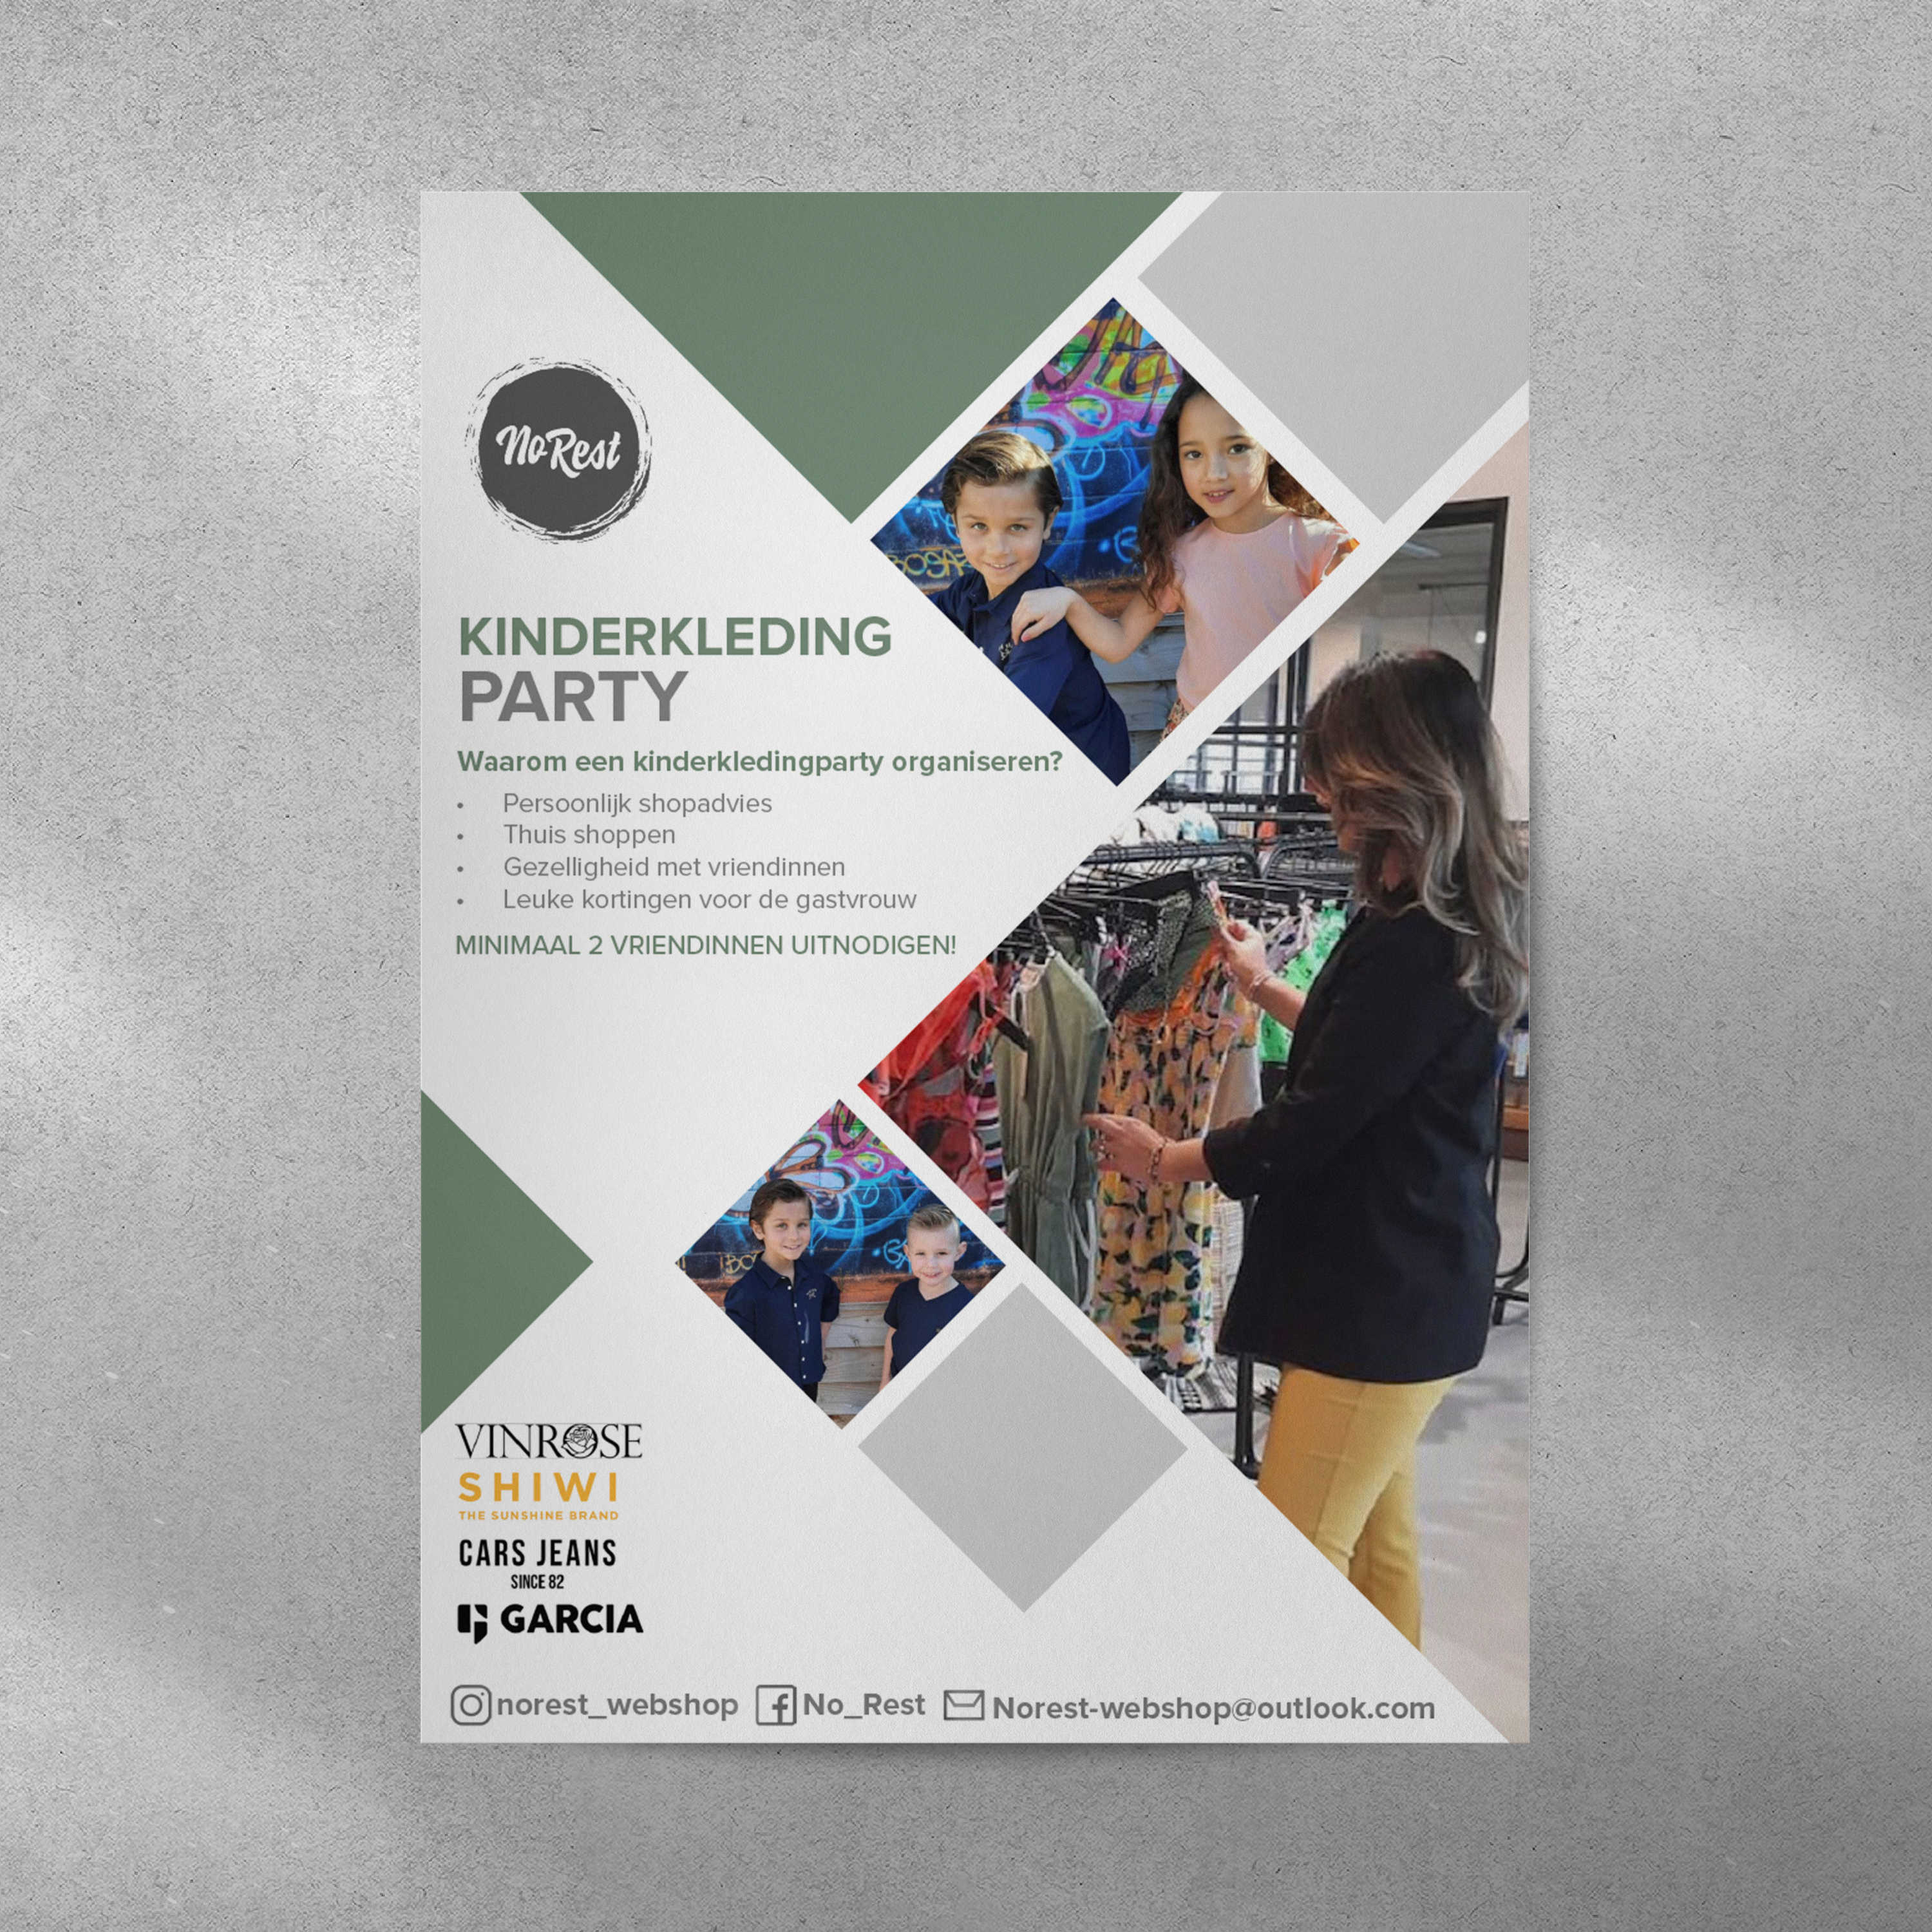 NoRest
KINDERKLEDING
PARTY
Waarom een kinderkledingparty organiseren?
• Persoonlijk shopadvies
• Thuis shoppen
• Gezelligheid met vriendinnen
• Leuke kortingen voor de gastvrouw
MINIMAAL 2 VRIENDINNEN UITNODIGEN!
VINROSE
SHIWI
THE SUNSHINE BRAND
CARS JEANS
SINCE 82
GARCIA
norest_webshop No_Rest Norest-webshop@outlook.com